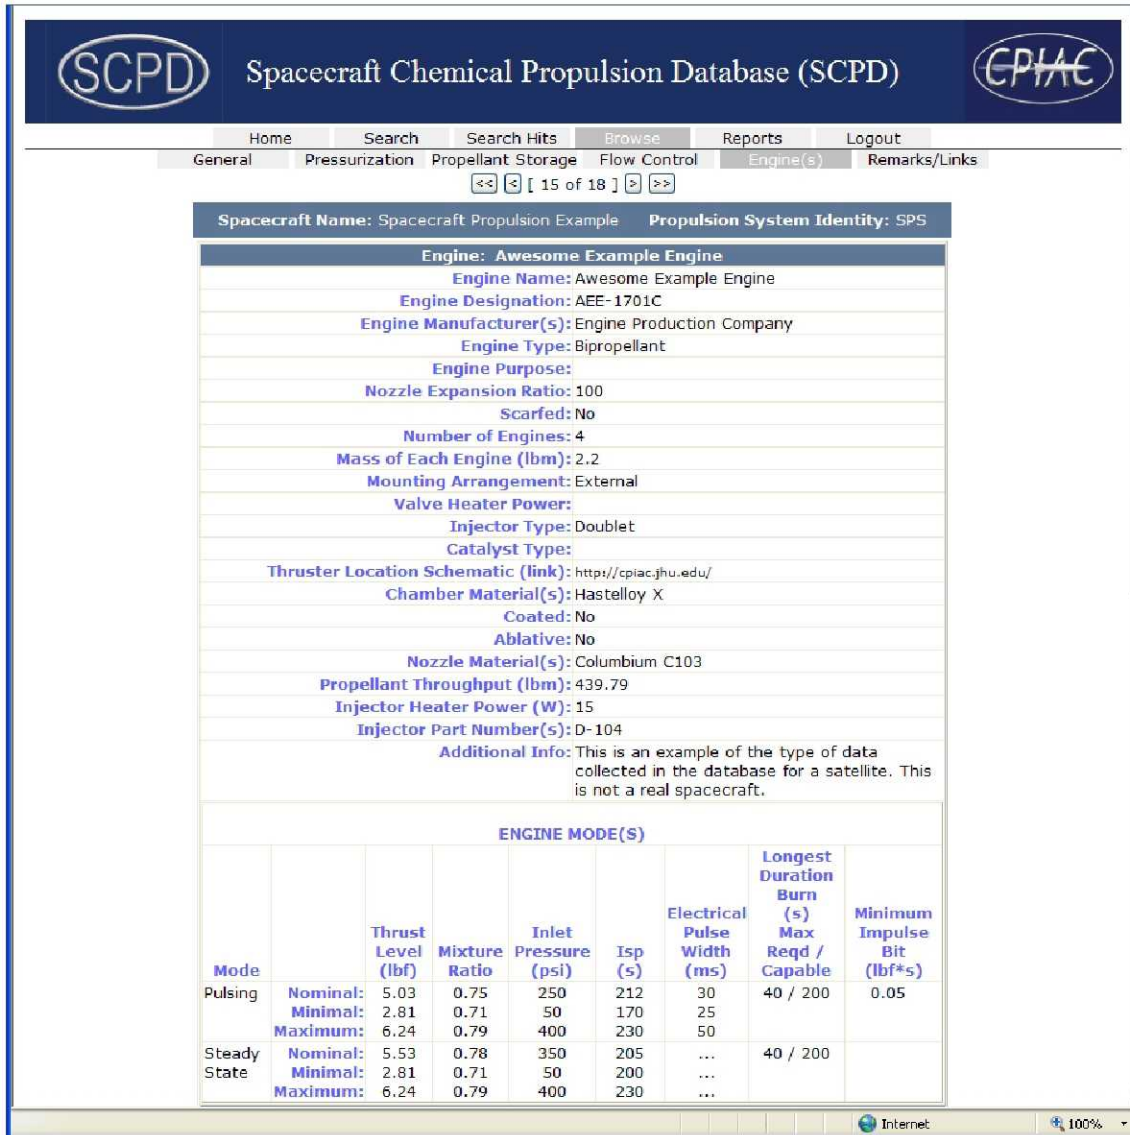 SCPD Spacecraft Chemical Propulsion Database (SCPD) CPIAC
Home Search Search Hits Browse Reports Logout
General Pressurization Propellant Storage Flow Control Engine(s) Remarks/Links
<< < [ 15 of 18 ] > >>
Spacecraft Name: Spacecraft Propulsion Example Propulsion System Identity: SPS
Engine: Awesome Example Engine
Engine Name: Awesome Example Engine
Engine Designation: AEE-1701C
Engine Manufacturer(s): Engine Production Company
Engine Type: Bipropellant
Engine Purpose:
Nozzle Expansion Ratio: 100
Scarfed: No
Number of Engines: 4
Mass of Each Engine (lbm): 2.2
Mounting Arrangement: External
Valve Heater Power:
Injector Type: Doublet
Catalyst Type:
Thruster Location Schematic (link): http://cpiac.jhu.edu/
Chamber Material(s): Hastelloy X
Coated: No
Ablative: No
Nozzle Material(s): Columbium C103
Propellant Throughput (lbm): 439.79
Injector Heater Power (W): 15
Injector Part Number(s): D-104
Additional Info: This is an example of the type of data
collected in the database for a satellite. This
is not a real spacecraft.
ENGINE MODE(S)
Longest
Duration
Burn
Electrical (s) Minimum
Thrust Inlet Pulse Max Impulse
Level Mixture Pressure Isp Width Reqd / Bit
Mode (lbf) Ratio (psi) (s) (ms) Capable (lbf*s)
Pulsing Nominal: 5.03 0.75 250 212 30 40 / 200 0.05
Minimal: 2.81 0.71 50 170 25
Maximum: 6.24 0.79 400 230 50
Steady Nominal: 5.53 0.78 350 205 ... 40 / 200
State Minimal: 2.81 0.71 50 200 ...
Maximum: 6.24 0.79 400 230 ...
Internet 100%